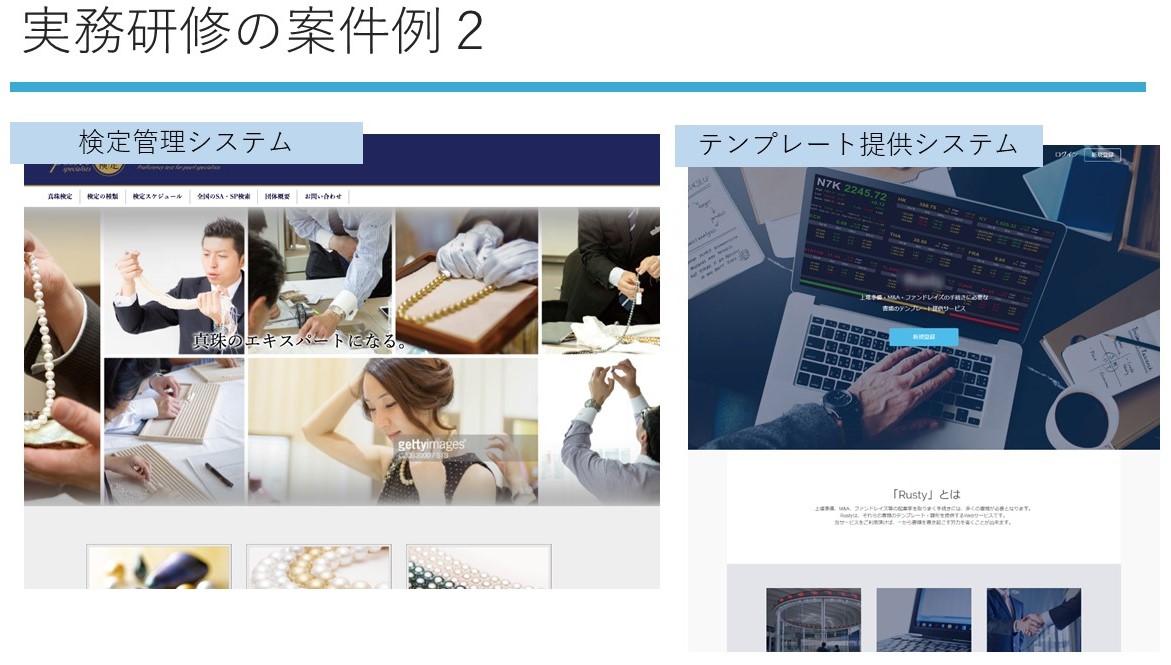 実務研修の案件例２
検定管理システム
specialists
検定
Proficiency test for pearl specialists
真珠検定
検定の種類
検定スケジュール
全国のSA・SP検索
団体概要
お問い合わせ
真珠のエキスパートになる。
gettyimages
テンプレート提供システム
ログイン
新規登録
N7K 2245.72
上場準備・M&A・ファンドレイズの手続きに必要な
書類のテンプレート提供サービス
新規登録
「Rusty」とは
上場準備、M&A、ファンドレイズ等の起業家を取りまく手続きには、多くの書類が必要となります。
Rustyは、それらの書類のテンプレート・雛形を提供するWebサービスです。
当サービスをご利用頂けば、一から書類を書き起こす労力を省くことが出来ます。